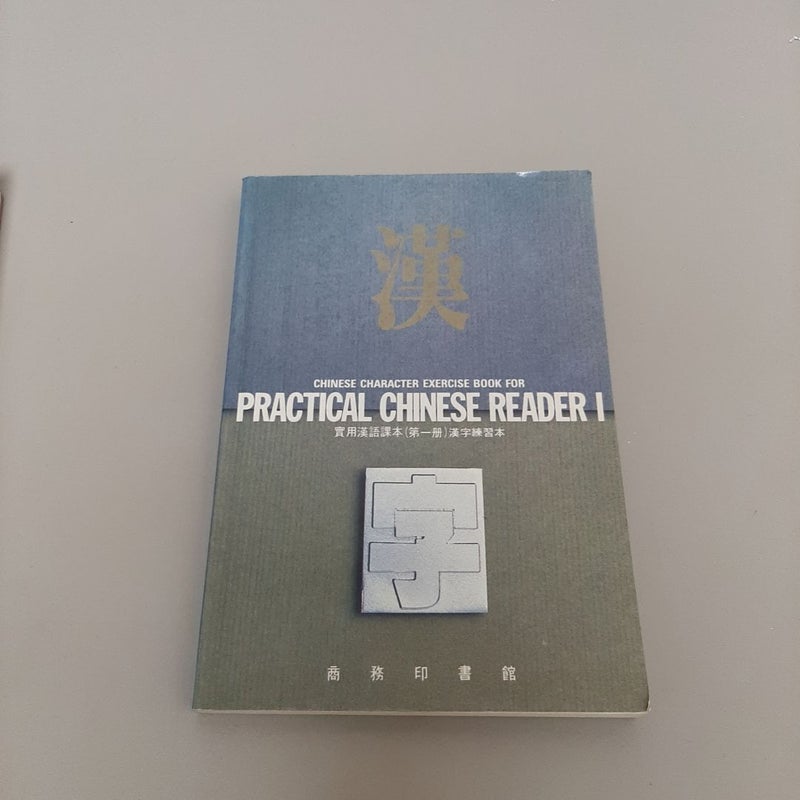 漢
CHINESE CHARACTER EXERCISE BOOK FOR
PRACTICAL CHINESE READER I
實用漢語課本(第一册)漢字練習本
字
商務印書館